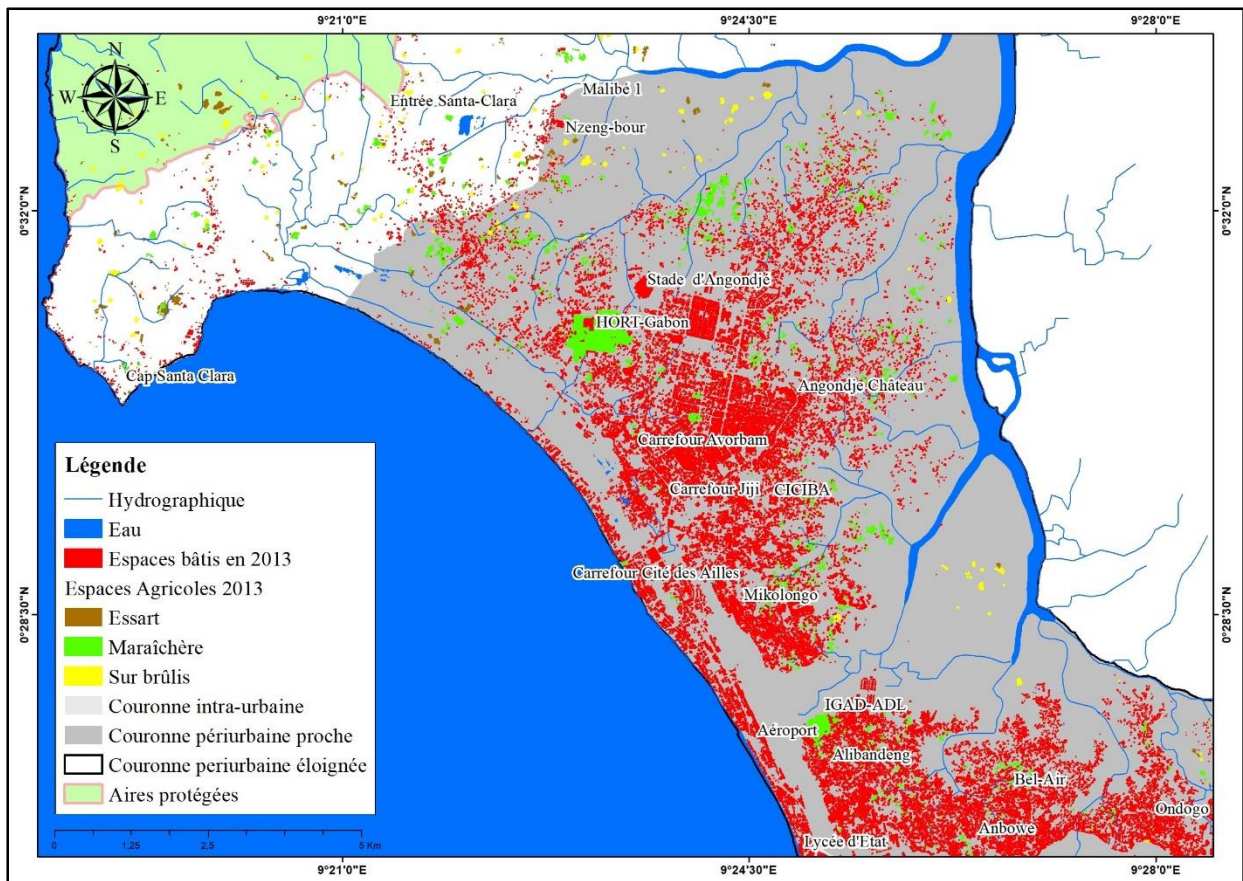 9°21'0"E
9°24'30"E
9°28'0"E
N
W E
S
0°32'0"N
0°32'0"N
Entrée Santa-Clara
Malibé 1
Nzeng-bour
Stade d'Angondjé
HORT-Gabon
Cap Santa Clara
Angondje Château
Carrefour Avorbam
Carrefour Jiji
CICIBA
Carrefour Cité des Ailles
Mikolongo
0°28'30"N
0°28'30"N
IGAD-ADL
Aéroport
Alibandeng
Bel-Air
Ondogo
Anbowe
Lycée d'Etat
Légende
Hydrographique
Eau
Espaces bâtis en 2013
Espaces Agricoles 2013
Essart
Maraîchère
Sur brûlis
Couronne intra-urbaine
Couronne périurbaine proche
Couronne periurbaine éloignée
Aires protégées
0 1,25 2,5 5 Km
9°21'0"E
9°24'30"E
9°28'0"E